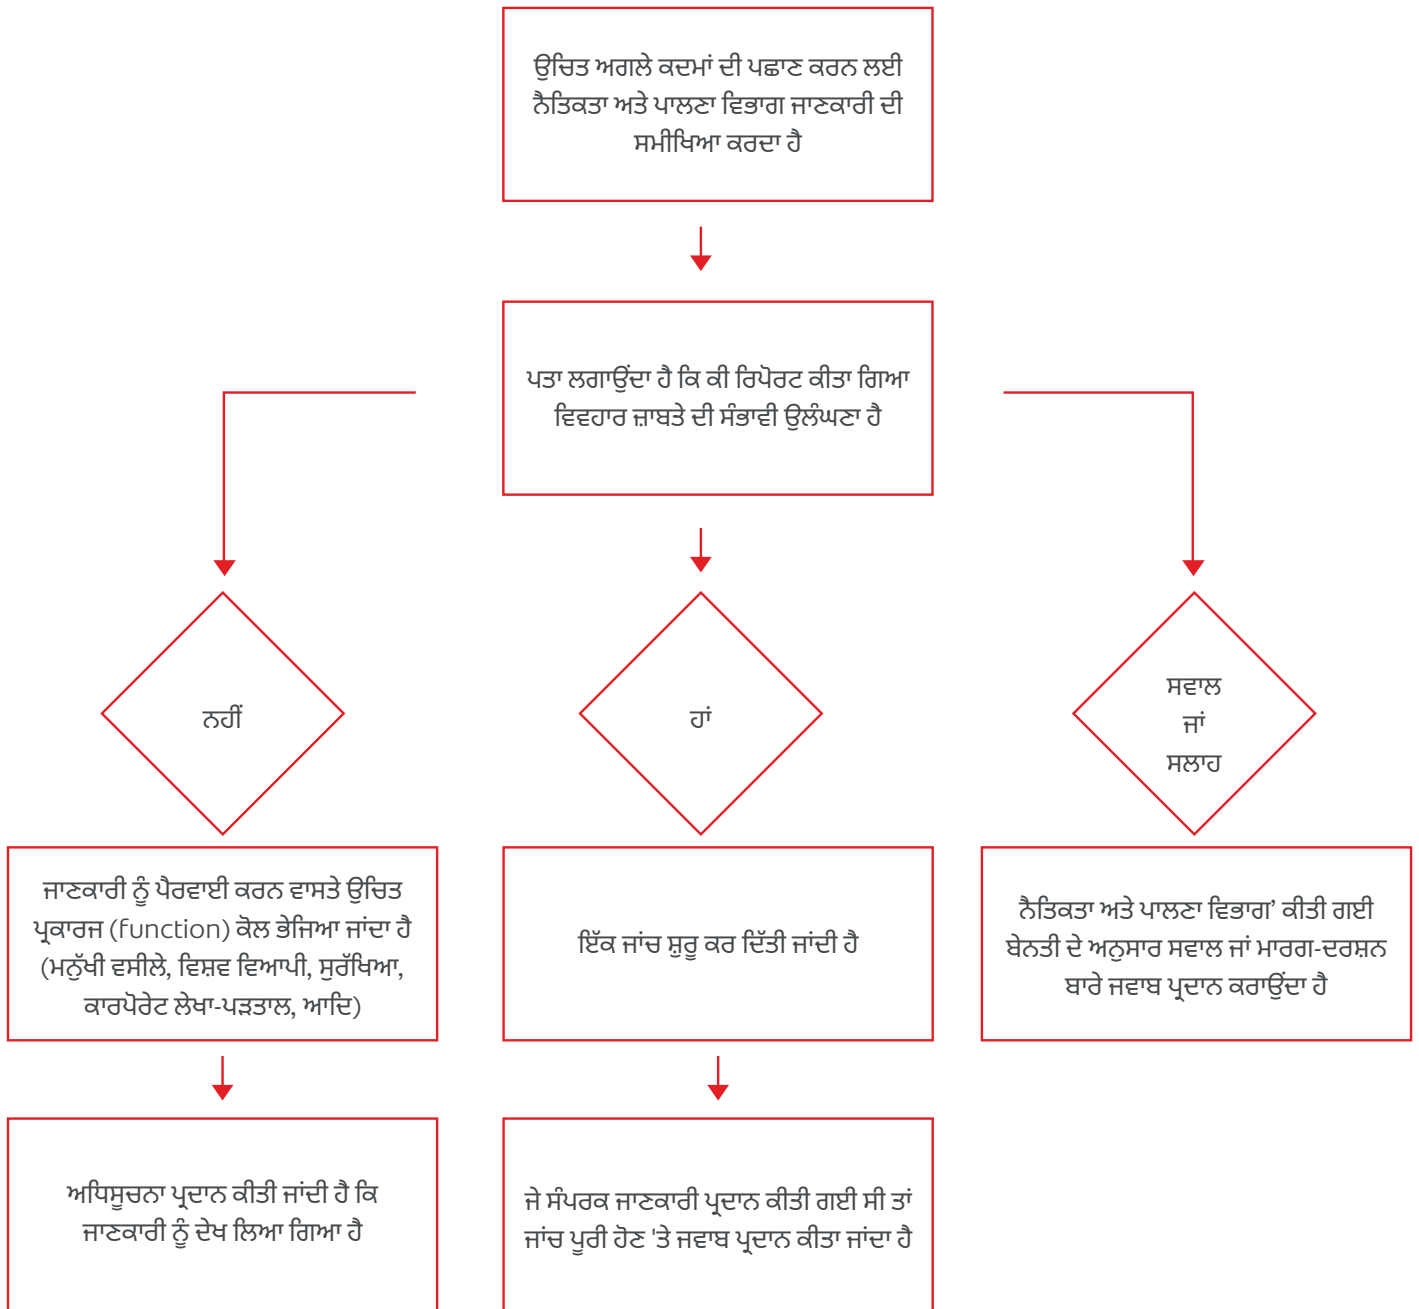 ਉਚਿਤ ਅਗਲੇ ਕਦਮਾਂ ਦੀ ਪਛਾਣ ਕਰਨ ਲਈ
ਨੈਤਿਕਤਾ ਅਤੇ ਪਾਲਣਾ ਵਿਭਾਗ ਜਾਣਕਾਰੀ ਦੀ
ਸਮੀਖਿਆ ਕਰਦਾ ਹੈ
ਪਤਾ ਲਗਾਉਂਦਾ ਹੈ ਕਿ ਕੀ ਰਿਪੋਰਟ ਕੀਤਾ ਗਿਆ
ਵਿਵਹਾਰ ਜ਼ਾਬਤੇ ਦੀ ਸੰਭਾਵੀ ਉਲੰਘਣਾ ਹੈ
ਨਹੀਂ
ਹਾਂ
ਸਵਾਲ
ਜਾਂ
ਸਲਾਹ
ਜਾਣਕਾਰੀ ਨੂੰ ਪੈਰਵਾਈ ਕਰਨ ਵਾਸਤੇ ਉਚਿਤ
ਪ੍ਰਕਾਰਜ (function) ਕੋਲ ਭੇਜਿਆ ਜਾਂਦਾ ਹੈ
(ਮਨੁੱਖੀ ਵਸੀਲੇ, ਵਿਸ਼ਵ ਵਿਆਪੀ, ਸੁਰੱਖਿਆ,
ਕਾਰਪੋਰੇਟ ਲੇਖਾ-ਪੜਤਾਲ, ਆਦਿ)
ਇੱਕ ਜਾਂਚ ਸ਼ੁਰੂ ਕਰ ਦਿੱਤੀ ਜਾਂਦੀ ਹੈ
ਨੈਤਿਕਤਾ ਅਤੇ ਪਾਲਣਾ ਵਿਭਾਗ’ ਕੀਤੀ ਗਈ
ਬੇਨਤੀ ਦੇ ਅਨੁਸਾਰ ਸਵਾਲ ਜਾਂ ਮਾਰਗ-ਦਰਸ਼ਨ
ਬਾਰੇ ਜਵਾਬ ਪ੍ਰਦਾਨ ਕਰਾਉਂਦਾ ਹੈ
ਅਧਿਸੂਚਨਾ ਪ੍ਰਦਾਨ ਕੀਤੀ ਜਾਂਦੀ ਹੈ ਕਿ
ਜਾਣਕਾਰੀ ਨੂੰ ਦੇਖ ਲਿਆ ਗਿਆ ਹੈ
ਜੇ ਸੰਪਰਕ ਜਾਣਕਾਰੀ ਪ੍ਰਦਾਨ ਕੀਤੀ ਗਈ ਸੀ ਤਾਂ
ਜਾਂਚ ਪੂਰੀ ਹੋਣ 'ਤੇ ਜਵਾਬ ਪ੍ਰਦਾਨ ਕੀਤਾ ਜਾਂਦਾ ਹੈ